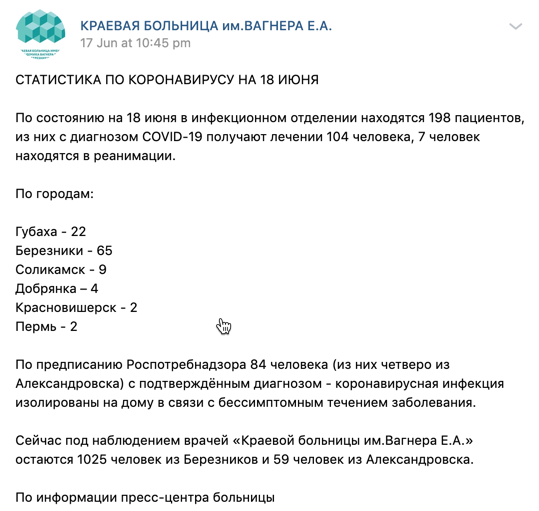 КРАЕВАЯ БОЛЬНИЦА им.ВАГНЕРА Е.А.
17 Jun at 10:45 pm
СТАТИСТИКА ПО КОРОНАВИРУСУ НА 18 ИЮНЯ
По состоянию на 18 июня в инфекционном отделении находятся 198 пациентов,
из них с диагнозом COVID-19 получают лечении 104 человека, 7 человек
находятся в реанимации.
По городам:
Губаха - 22
Березники - 65
Соликамск - 9
Добрянка – 4
Красновишерск - 2
Пермь - 2
По предписанию Роспотребнадзора 84 человека (из них четверо из
Александровска) с подтверждённым диагнозом - коронавирусная инфекция
изолированы на дому в связи с бессимптомным течением заболевания.
Сейчас под наблюдением врачей «Краевой больницы им.Вагнера Е.А.»
остаются 1025 человек из Березников и 59 человек из Александровска.
По информации пресс-центра больницы